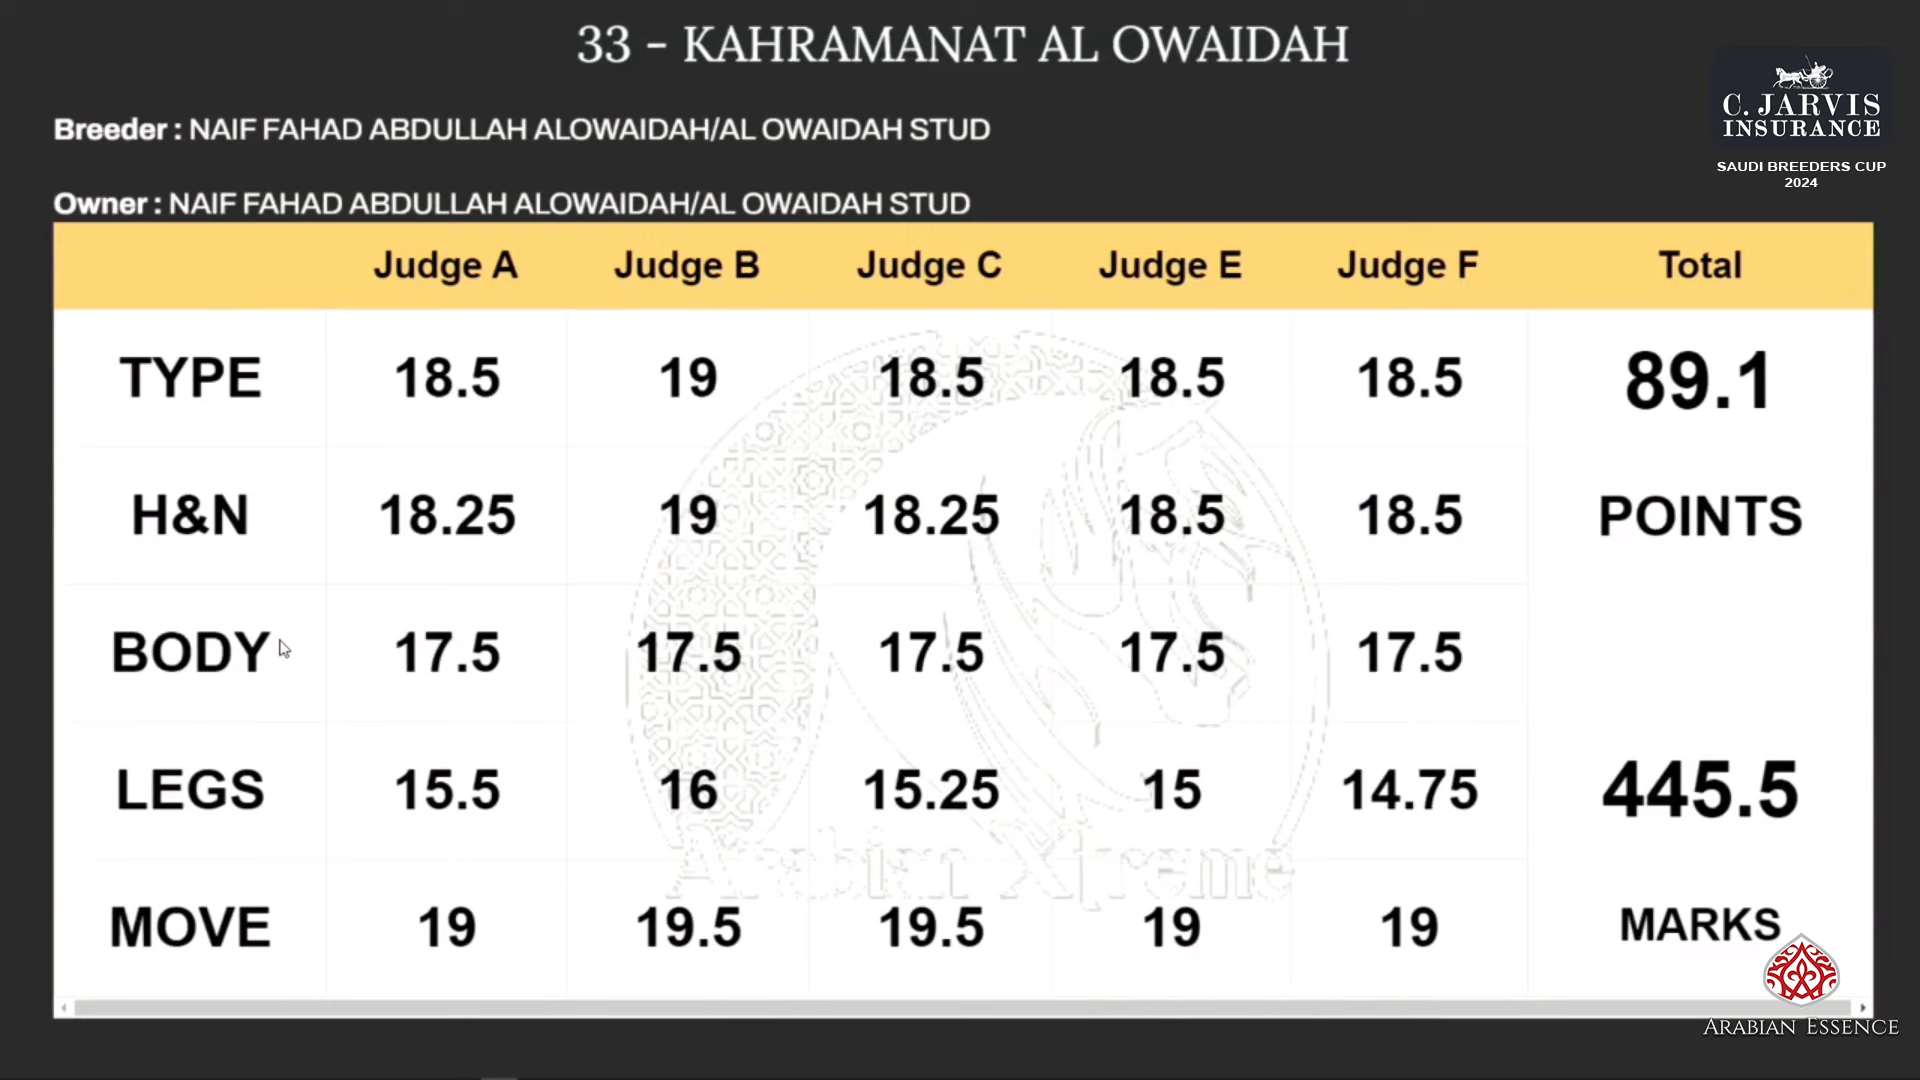 33 - KAHRAMANAT AL OWAIDAH
C. JARVIS
INSURANCE
SAUDI BREEDERS CUP
2024
Breeder : NAIF FAHAD ABDULLAH ALOWAIDAH/AL OWAIDAH STUD
Owner : NAIF FAHAD ABDULLAH ALOWAIDAH/AL OWAIDAH STUD
Judge A Judge B Judge C Judge E Judge F Total
TYPE 18.5 19 18.5 18.5 18.5 89.1
H&N 18.25 19 18.25 18.5 18.5 POINTS
BODY 17.5 17.5 17.5 17.5 17.5
LEGS 15.5 16 15.25 15 14.75 445.5
Arabian Xtreme
MOVE 19 19.5 19.5 19 19 MARKS
ARABIAN ESSENCE